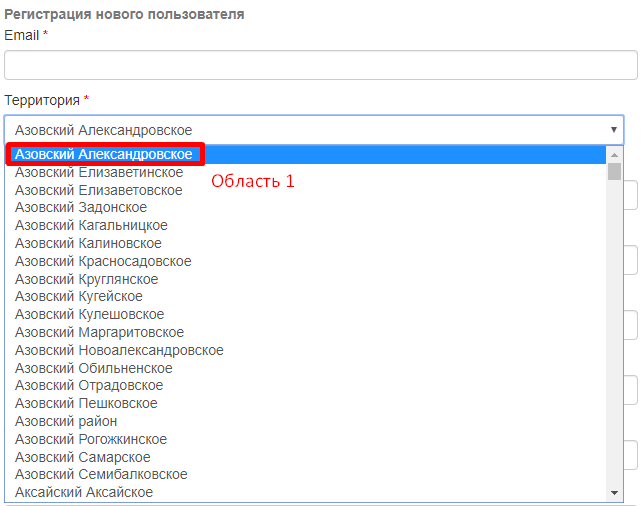 Регистрация нового пользователя
Email *
Территория *
Азовский Александровское
Азовский Александровское
Азовский Елизаветинское
Область 1
Азовский Елизаветовское
Азовский Задонское
Азовский Кагальницкое
Азовский Калиновское
Азовский Красносадовское
Азовский Круглянское
Азовский Кугейское
Азовский Кулешовское
Азовский Маргаритовское
Азовский Новоалександровское
Азовский Обильненское
Азовский Отрадовское
Азовский Пешковское
Азовский район
Азовский Рогожкинское
Азовский Самарское
Азовский Семибалковское
Аксайский Аксайское